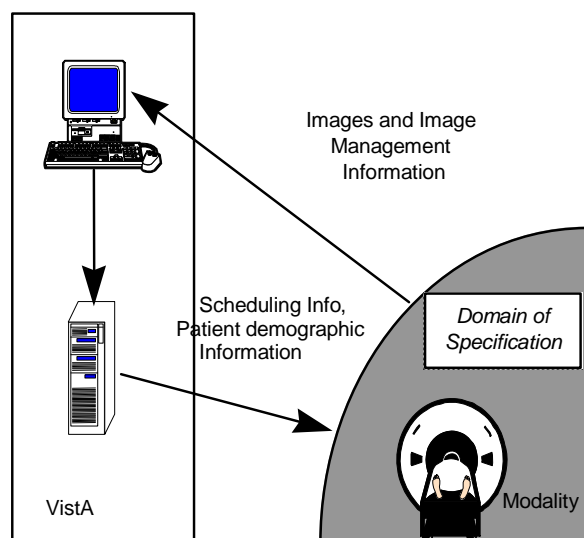 Images and Image
Management
Information
Scheduling Info,
Patient demographic
Information
Domain of
Specification
VistA
Modality